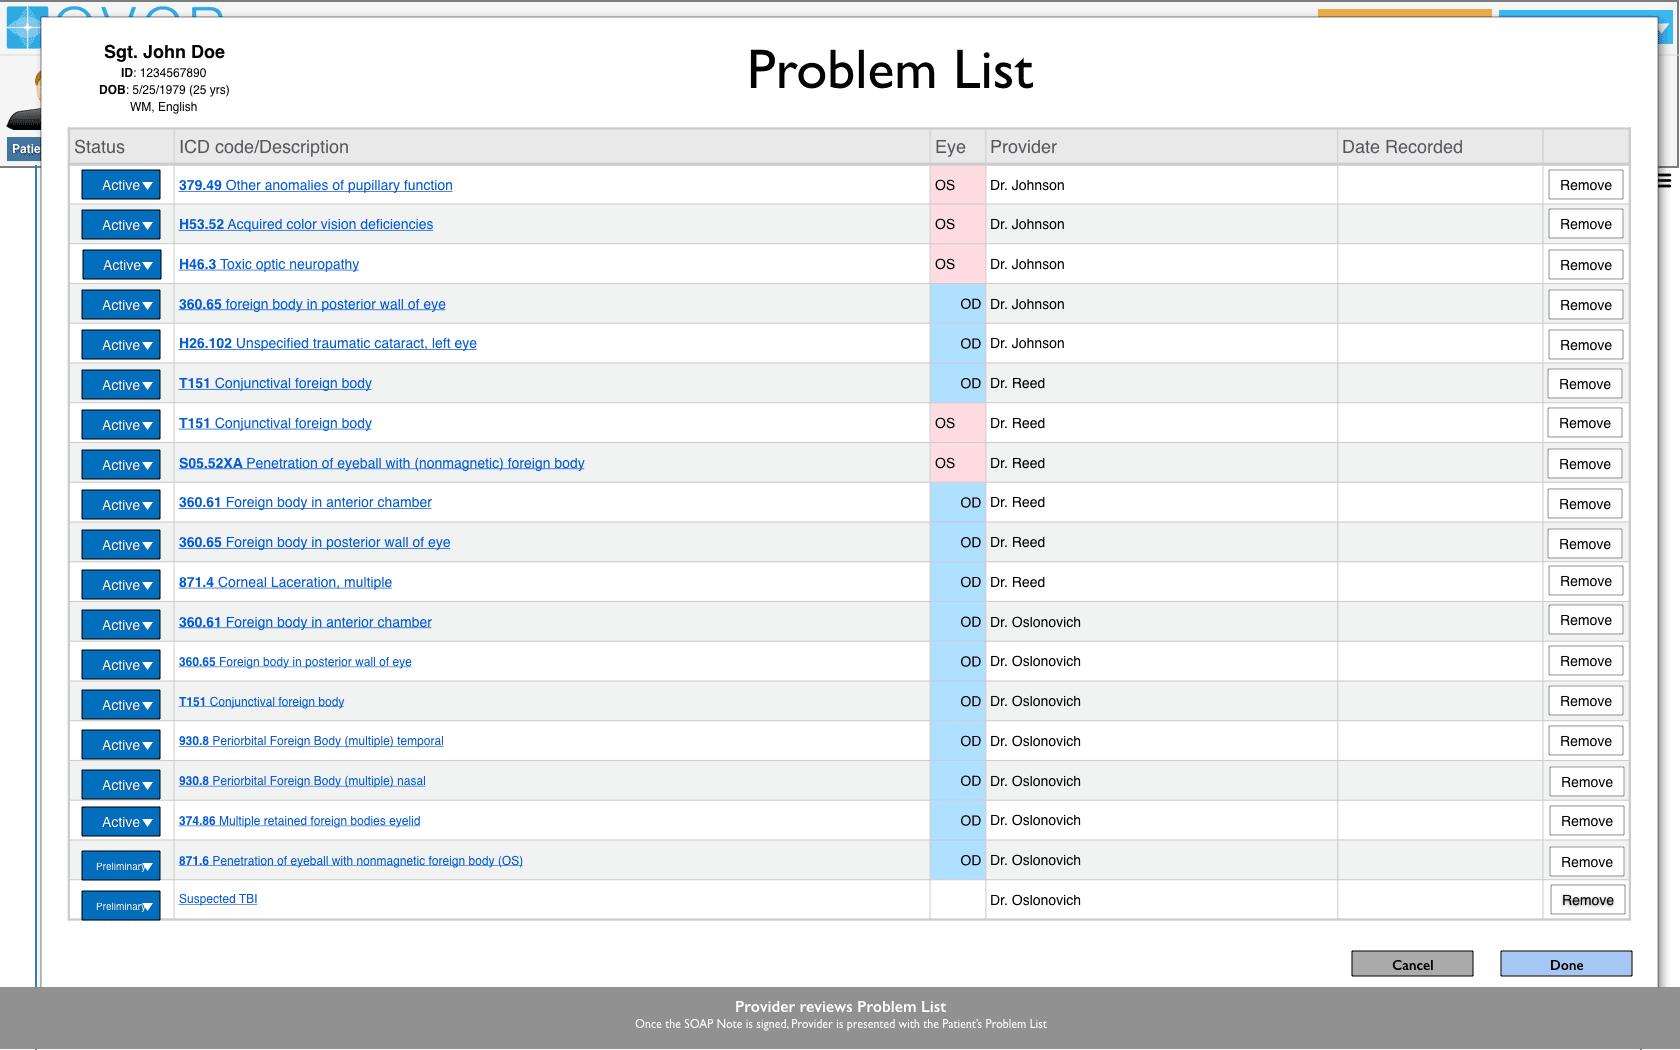 Sgt. John Doe
ID: 1234567890
DOB: 5/25/1979 (25 yrs)
WM, English
Problem List
Patie
Status ICD code/Description Eye Provider Date Recorded
Active 379.49 Other anomalies of pupillary function OS Dr. Johnson Remove
Active H53.52 Acquired color vision deficiencies OS Dr. Johnson Remove
Active H46.3 Toxic optic neuropathy OS Dr. Johnson Remove
Active 360.65 foreign body in posterior wall of eye OD Dr. Johnson Remove
Active H26.102 Unspecified traumatic cataract, left eye OD Dr. Johnson Remove
Active T151 Conjunctival foreign body OD Dr. Reed Remove
Active T151 Conjunctival foreign body OS Dr. Reed Remove
Active S05.52XA Penetration of eyeball with (nonmagnetic) foreign body OS Dr. Reed Remove
Active 360.61 Foreign body in anterior chamber OD Dr. Reed Remove
Active 360.65 Foreign body in posterior wall of eye OD Dr. Reed Remove
Active 871.4 Corneal Laceration, multiple OD Dr. Reed Remove
Active 360.61 Foreign body in anterior chamber OD Dr. Oslonovich Remove
Active 360.65 Foreign body in posterior wall of eye OD Dr. Oslonovich Remove
Active T151 Conjunctival foreign body OD Dr. Oslonovich Remove
Active 930.8 Periorbital Foreign Body (multiple) temporal OD Dr. Oslonovich Remove
Active 930.8 Periorbital Foreign Body (multiple) nasal OD Dr. Oslonovich Remove
Active 374.86 Multiple retained foreign bodies eyelid OD Dr. Oslonovich Remove
Preliminary 871.6 Penetration of eyeball with nonmagnetic foreign body (OS) OD Dr. Oslonovich Remove
Preliminary Suspected TBI Dr. Oslonovich Remove
Cancel Done
Provider reviews Problem List
Once the SOAP Note is signed, Provider is presented with the Patient's Problem List